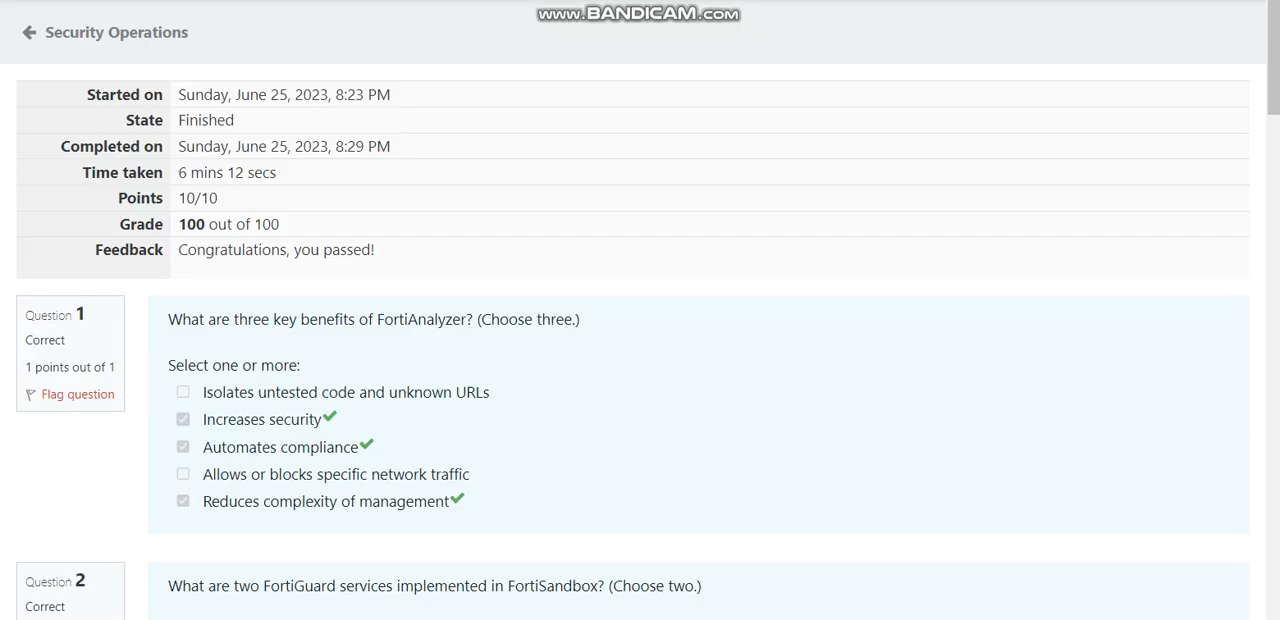 www.BANDICAM.com
Security Operations
Started on Sunday, June 25, 2023, 8:23 PM
State Finished
Completed on Sunday, June 25, 2023, 8:29 PM
Time taken 6 mins 12 secs
Points 10/10
Grade 100 out of 100
Feedback Congratulations, you passed!
Question 1
Correct
1 points out of 1
Flag question
What are three key benefits of FortiAnalyzer? (Choose three.)
Select one or more:
Isolates untested code and unknown URLs
Increases security
Automates compliance
Allows or blocks specific network traffic
Reduces complexity of management
Question 2
Correct
What are two FortiGuard services implemented in FortiSandbox? (Choose two.)